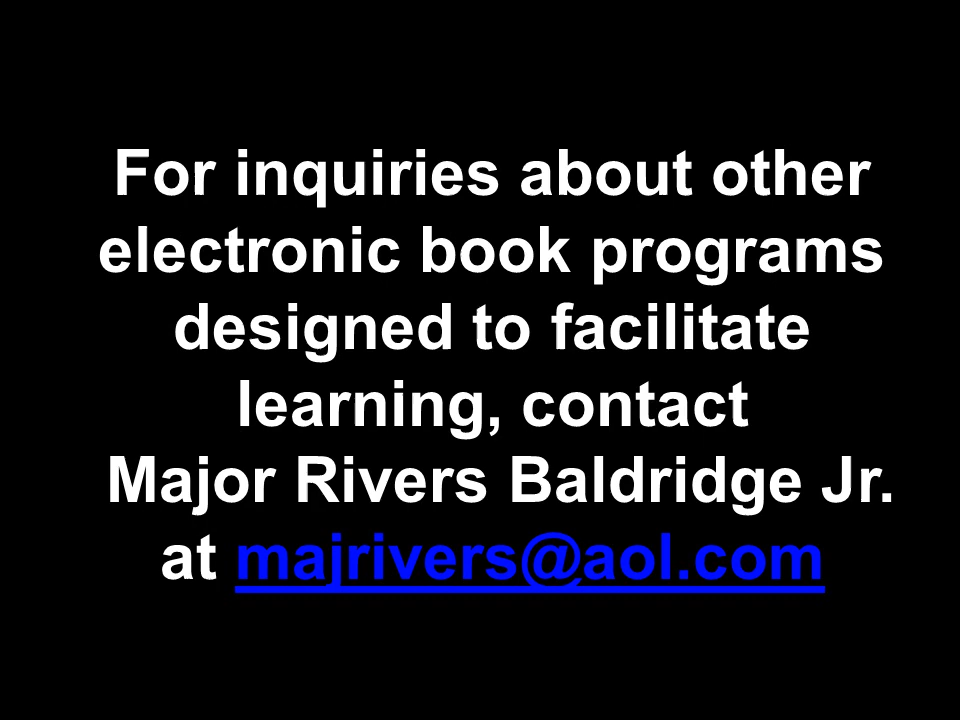 For inquiries about other
electronic book programs
designed to facilitate
learning, contact
Major Rivers Baldridge Jr.
at majrivers@aol.com